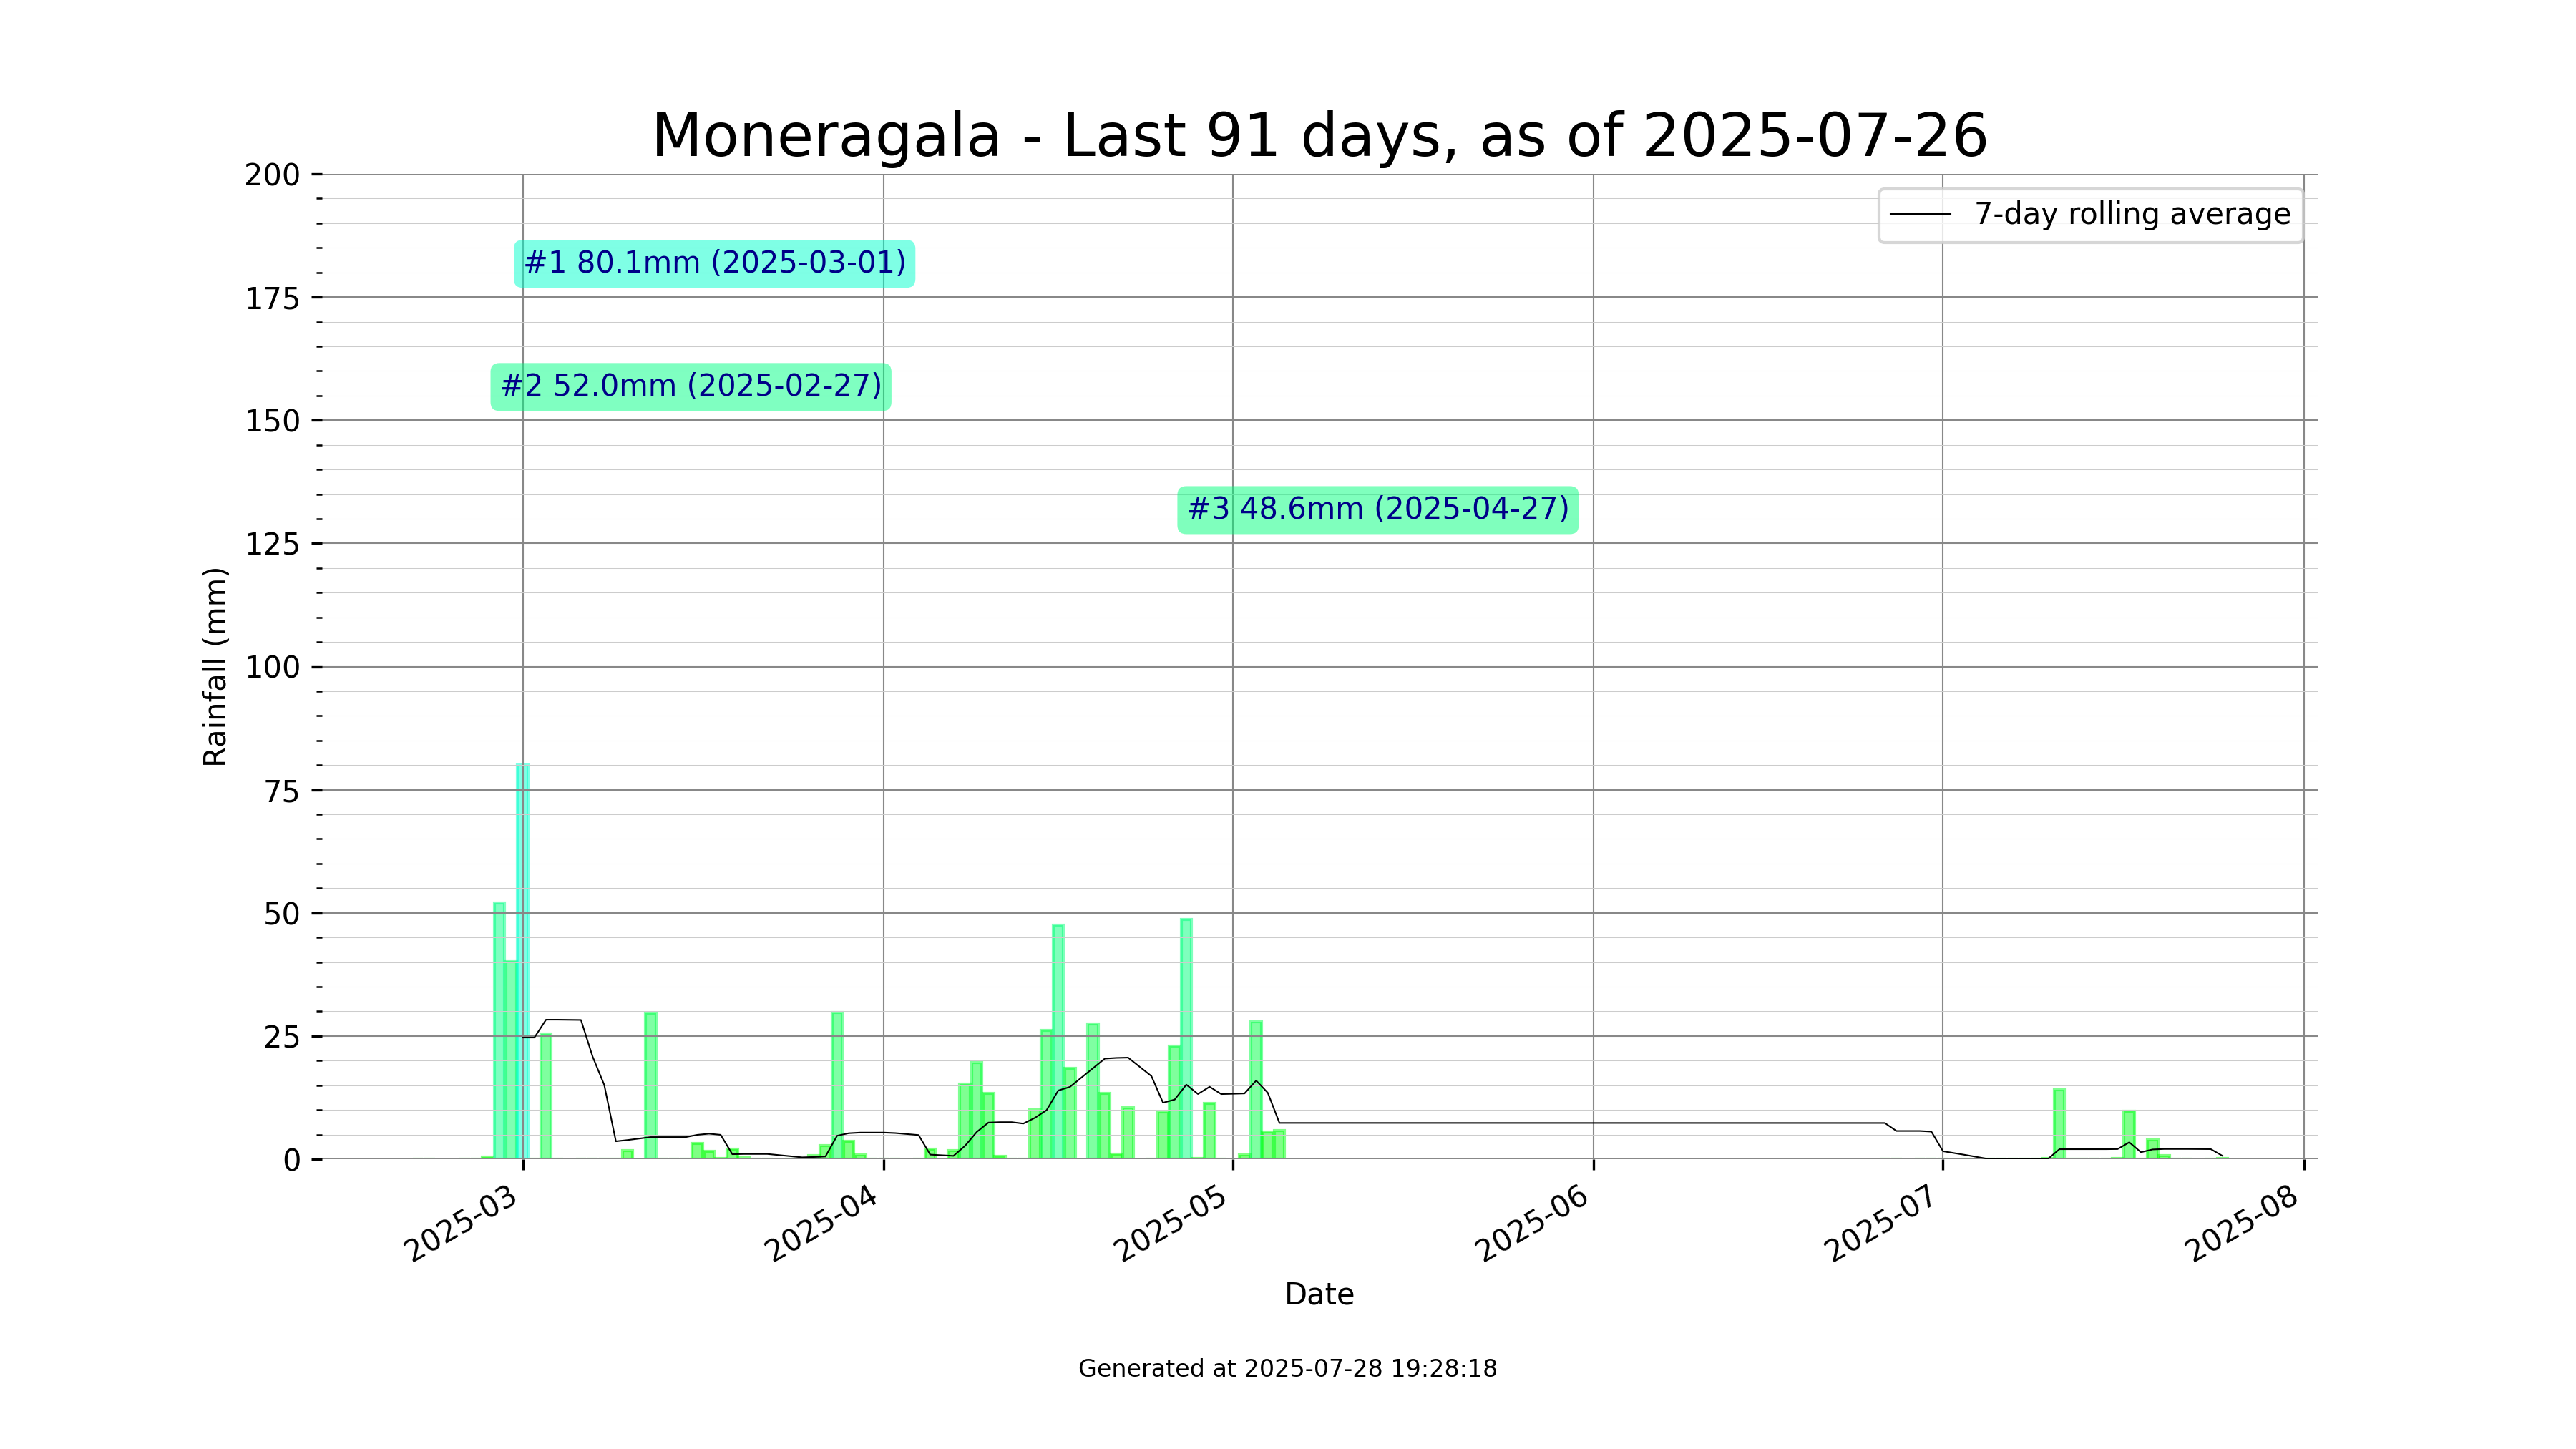 Moneragala - Last 91 days, as of 2025-07-26
200
175
150
125
100
75
50
25
0
Rainfall (mm)
7-day rolling average
#1 80.1mm (2025-03-01)
#2 52.0mm (2025-02-27)
#3 48.6mm (2025-04-27)
2025-03
2025-04
2025-05
2025-06
2025-07
2025-08
Date
Generated at 2025-07-28 19:28:18